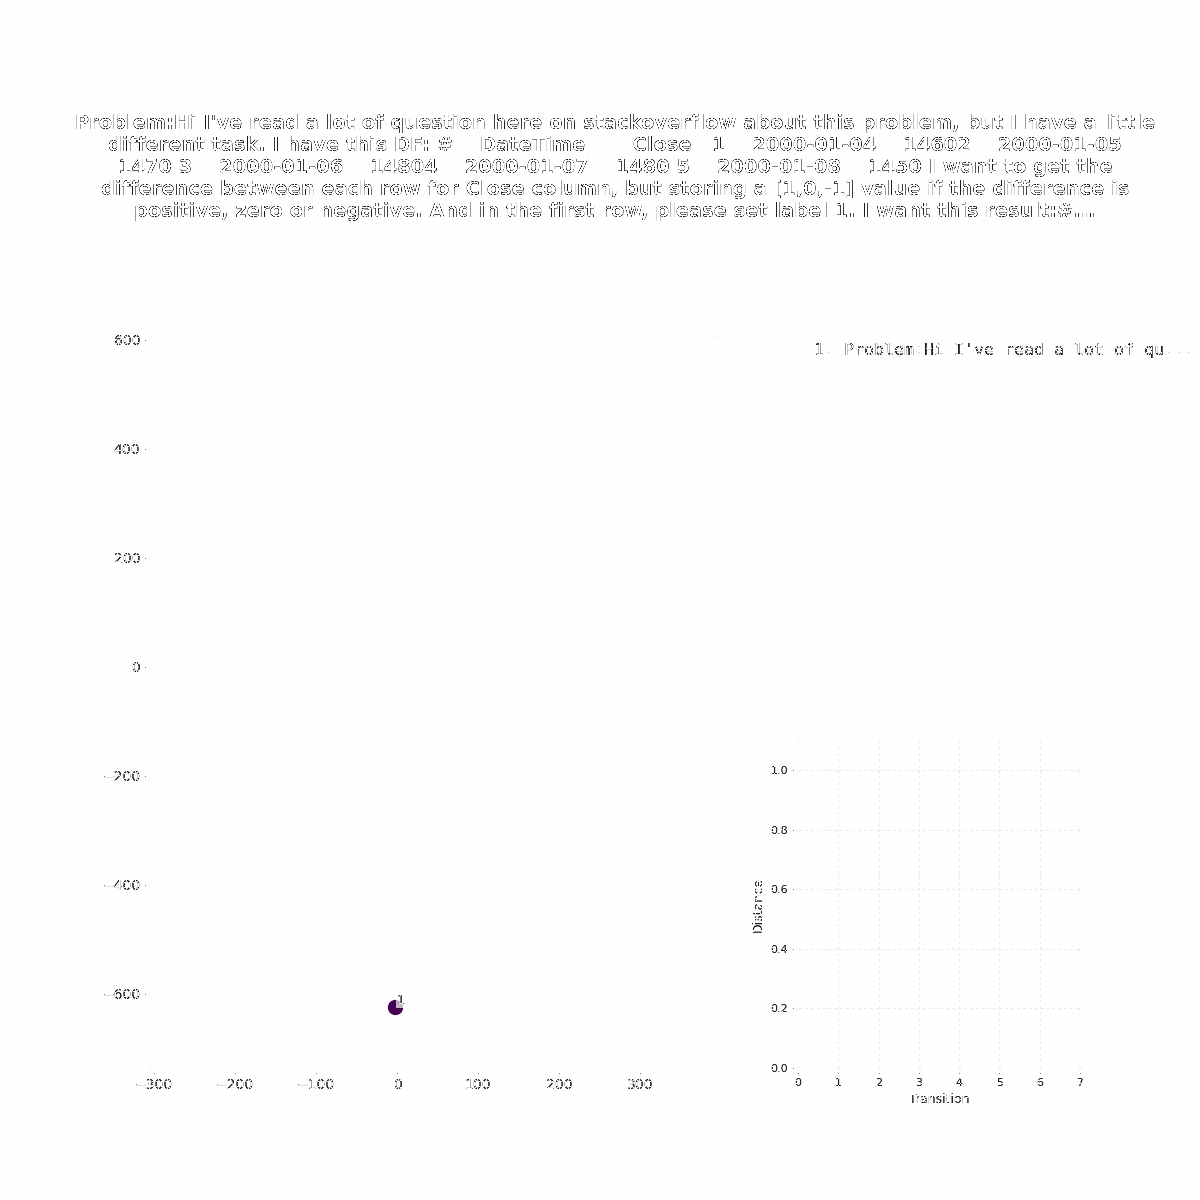 Problem:Hi I've read a lot of question here on stackoverflow about this problem, but I have a little
different task. I have this DF: # DateTime Close 1 2000-01-04 14602 2000-01-05
1470 3 2000-01-06 14804 2000-01-07 1480 5 2000-01-08 1450 I want to get the
difference between each row for Close column, but storing a [1,0,-1] value if the difference is
positive, zero or negative. And in the first row, please set label 1. I want this result:#...
600
400
200
0
−200
−400
−600
−300 −200 −100 0 100 200 300
1
1. Problem:Hi I've read a lot of qu...
1.0
0.8
0.6
0.4
0.2
0.0
0 1 2 3 4 5 6 7
Distance
Transition